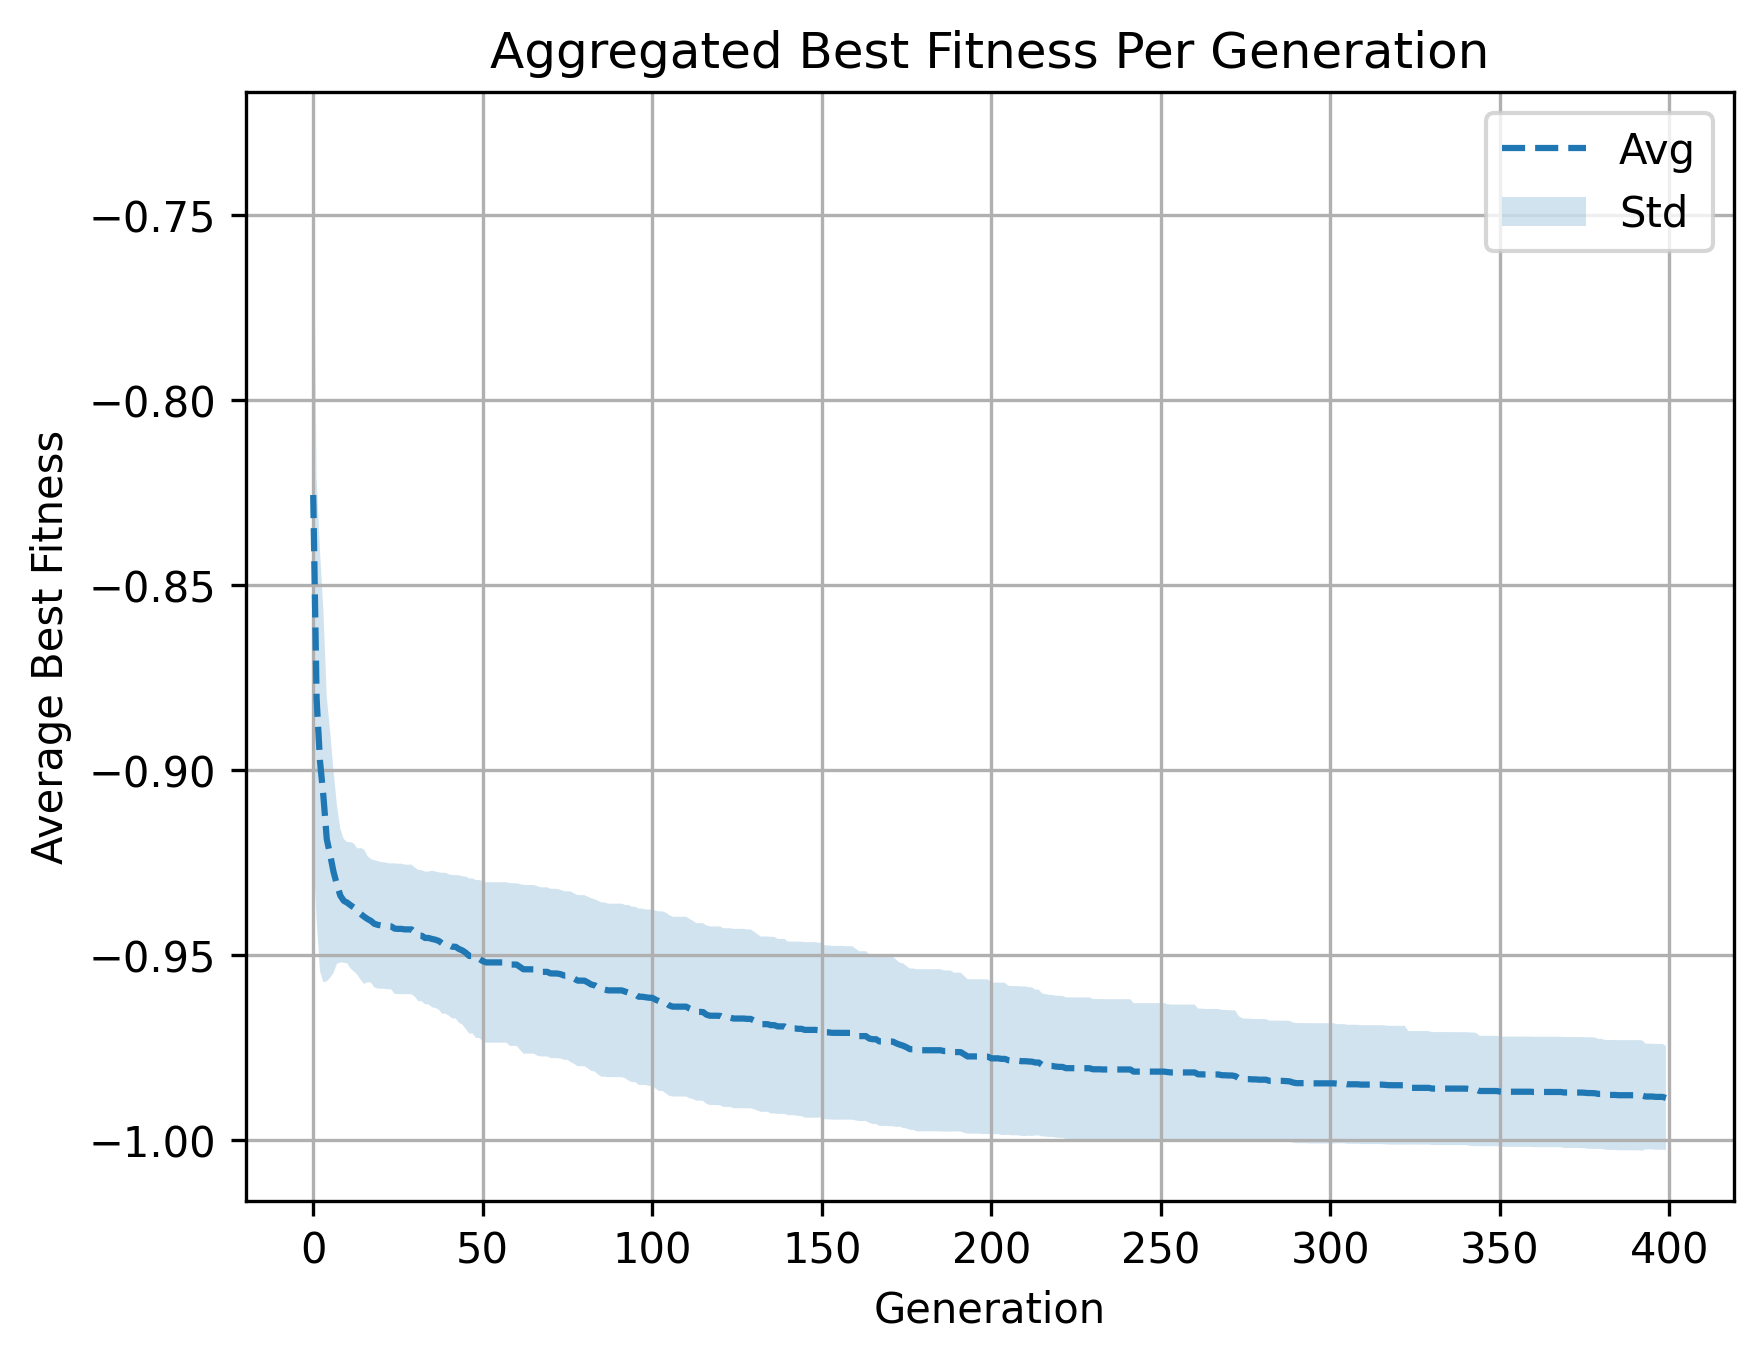 Aggregated Best Fitness Per Generation
Avg
Std
Average Best Fitness
−0.75
−0.80
−0.85
−0.90
−0.95
−1.00
0 50 100 150 200 250 300 350 400
Generation